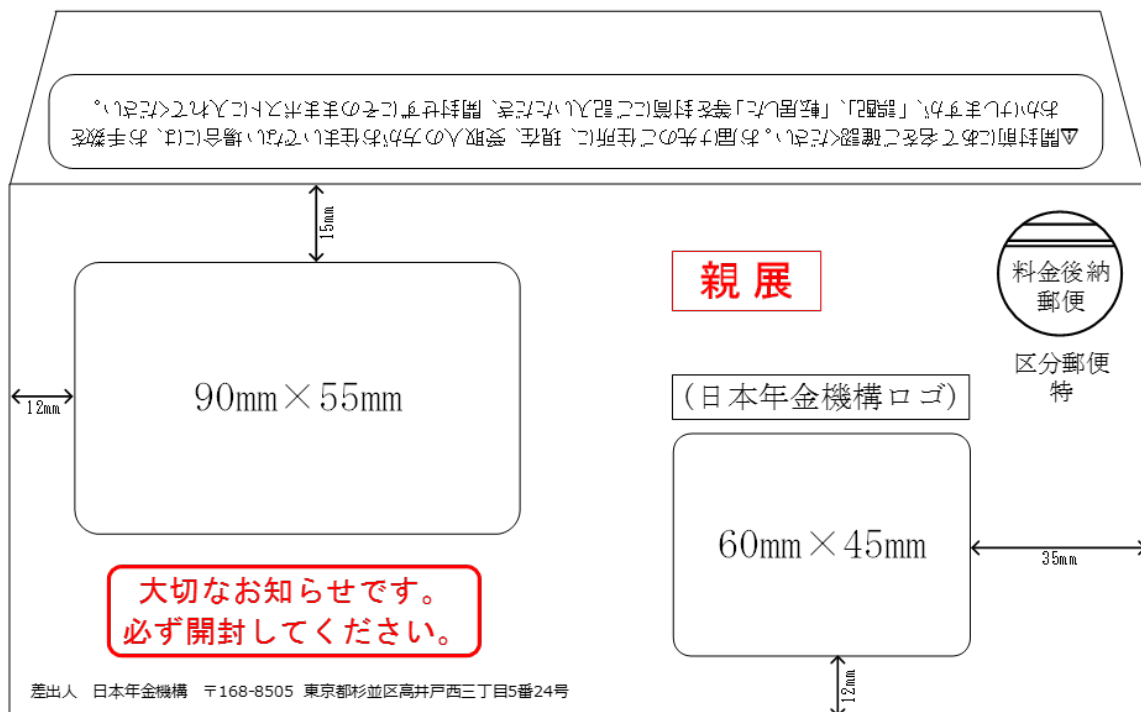 ⚠開封前にあて名をご確認ください。お届け先のご住所に、現在、受取人の方がお住まいでない場合には、お手数を
おかけしますが、「誤配」、「転居した」等を封筒にご記入いただき、開封せずにそのままポストに入れてください。
15mm
親展
料金後納
郵便
区分郵便
特
12mm
90mm×55mm
(日本年金機構ロゴ)
60mm×45mm
35mm
大切なお知らせです。
必ず開封してください。
12mm
差出人 日本年金機構 〒168-8505 東京都杉並区高井戸西三丁目5番24号